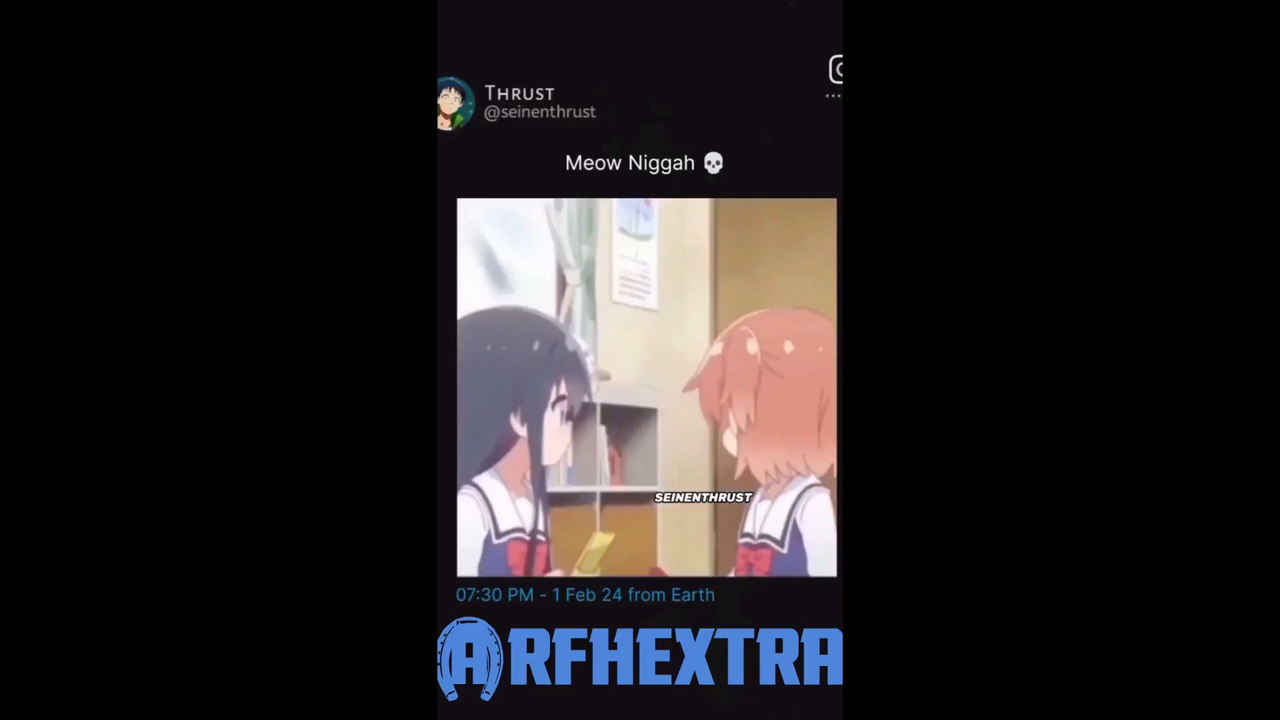 THRUST
@seinenthrust
Meow Niggah 💀
SEINENTHRUST
07:30 PM - 1 Feb 24 from Earth
ARFHEXTRA